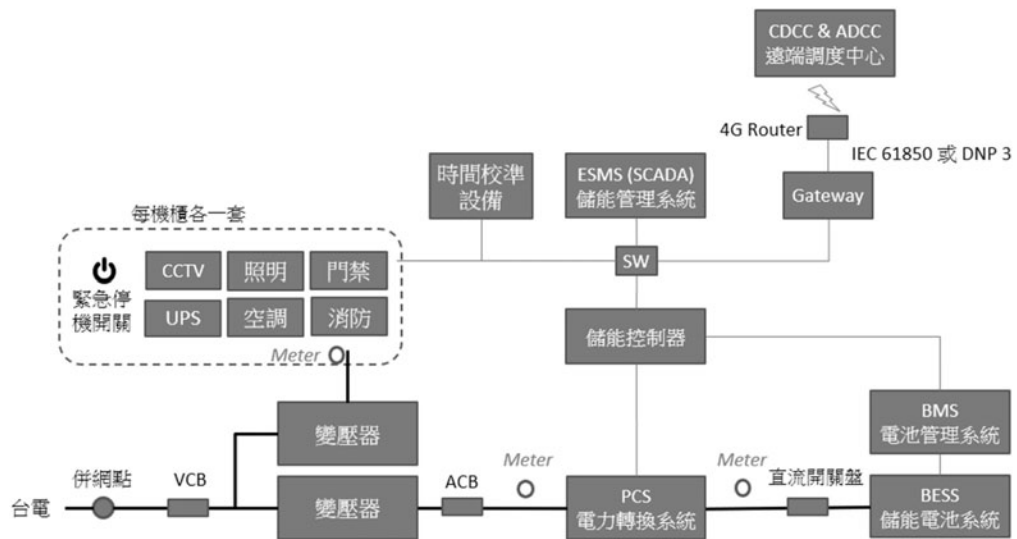 CDCC & ADCC
遠端調度中心
4G Router
IEC 61850 或 DNP 3
時間校準
設備
ESMS (SCADA)
儲能管理系統
Gateway
每機櫃各一套
CCTV
照明
門禁
SW
緊急停
機開關
UPS
空調
消防
儲能控制器
Meter
BMS
電池管理系統
變壓器
併網點
VCB
ACB
Meter
Meter
直流開關盤
台電
變壓器
PCS
電力轉換系統
BESS
儲能電池系統